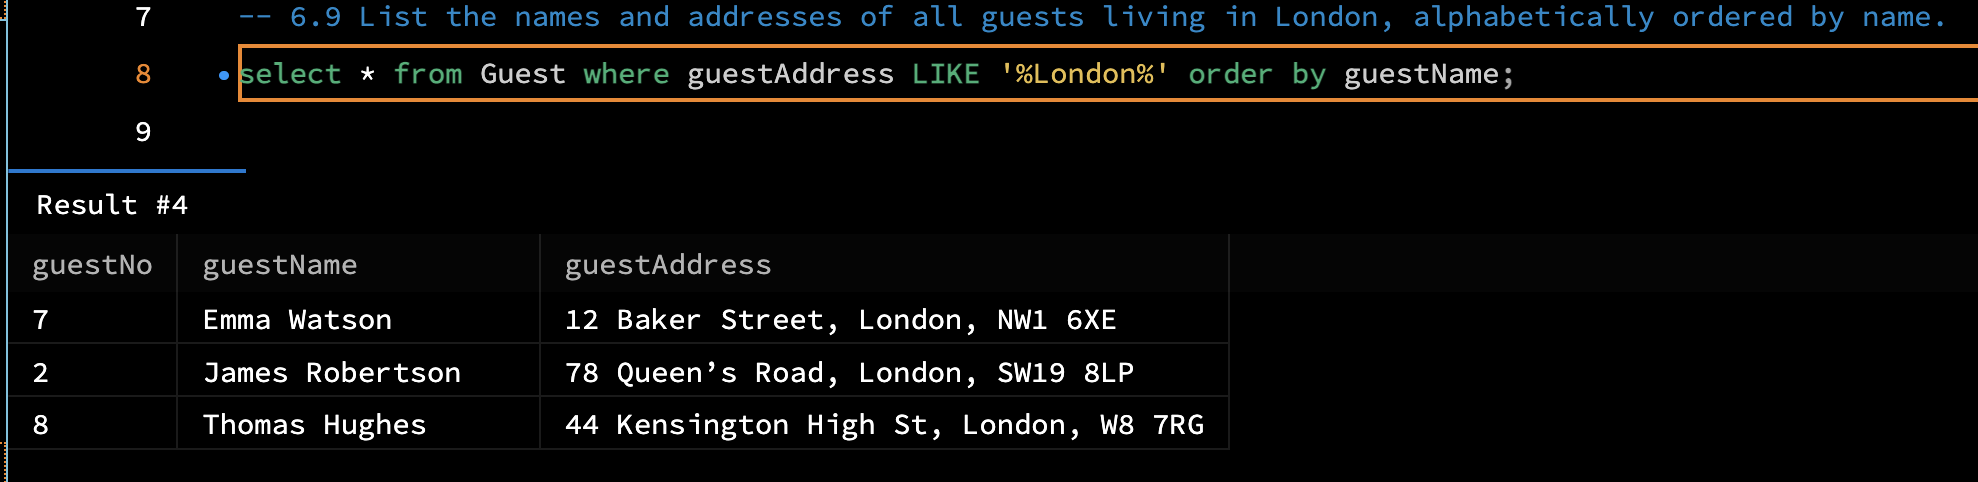 7 -- 6.9 List the names and addresses of all guests living in London, alphabetically ordered by name.
8 select * from Guest where guestAddress LIKE '%London%' order by guestName;
9
Result #4
guestNo guestName guestAddress
7 Emma Watson 12 Baker Street, London, NW1 6XE
2 James Robertson 78 Queen’s Road, London, SW19 8LP
8 Thomas Hughes 44 Kensington High St, London, W8 7RG